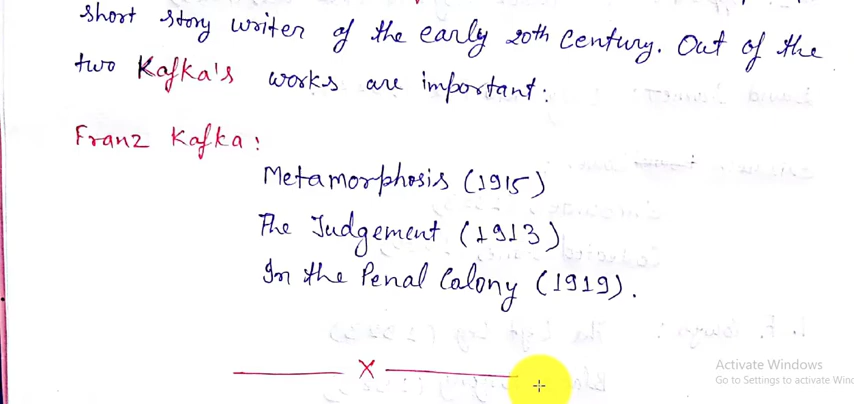 short story writer of the early 20th Century. Out of the
two Kafka's works are important:
Franz Kafka:
Metamorphosis (1915)
The Judgement (1913)
In the Penal Colony (1919).
X
Activate Windows
Go to Settings to activate Wind